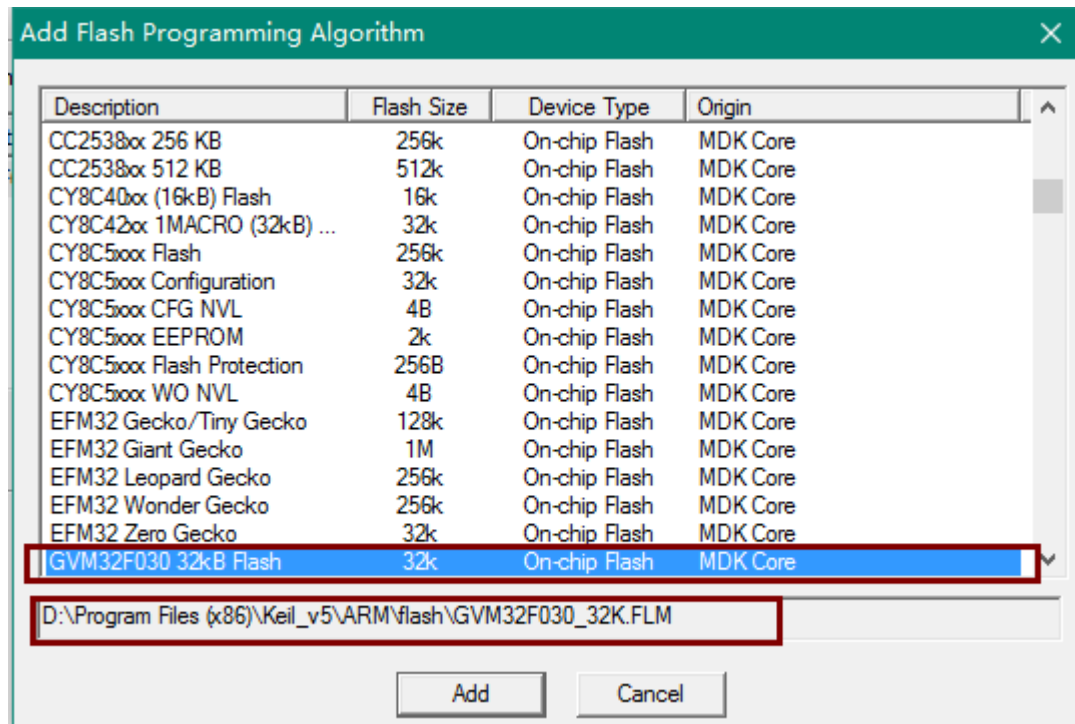 Add Flash Programming Algorithm
Description Flash Size Device Type Origin
CC2538xx 256 KB 256k On-chip Flash MDK Core
CC2538xx 512 KB 512k On-chip Flash MDK Core
CY8C40xx (16kB) Flash 16k On-chip Flash MDK Core
CY8C42xx 1MACRO (32kB) ... 32k On-chip Flash MDK Core
CY8C5xxx Flash 256k On-chip Flash MDK Core
CY8C5xxx Configuration 32k On-chip Flash MDK Core
CY8C5xxx CFG NVL 4B On-chip Flash MDK Core
CY8C5xxx EEPROM 2k On-chip Flash MDK Core
CY8C5xxx Flash Protection 256B On-chip Flash MDK Core
CY8C5xxx WO NVL 4B On-chip Flash MDK Core
EFM32 Gecko/Tiny Gecko 128k On-chip Flash MDK Core
EFM32 Giant Gecko 1M On-chip Flash MDK Core
EFM32 Leopard Gecko 256k On-chip Flash MDK Core
EFM32 Wonder Gecko 256k On-chip Flash MDK Core
EFM32 Zero Gecko 32k On-chip Flash MDK Core
GVM32F030 32kB Flash 32k On-chip Flash MDK Core
D:\Program Files (x86)\Keil_v5\ARM\flash\GVM32F030_32K.FLM
Add Cancel